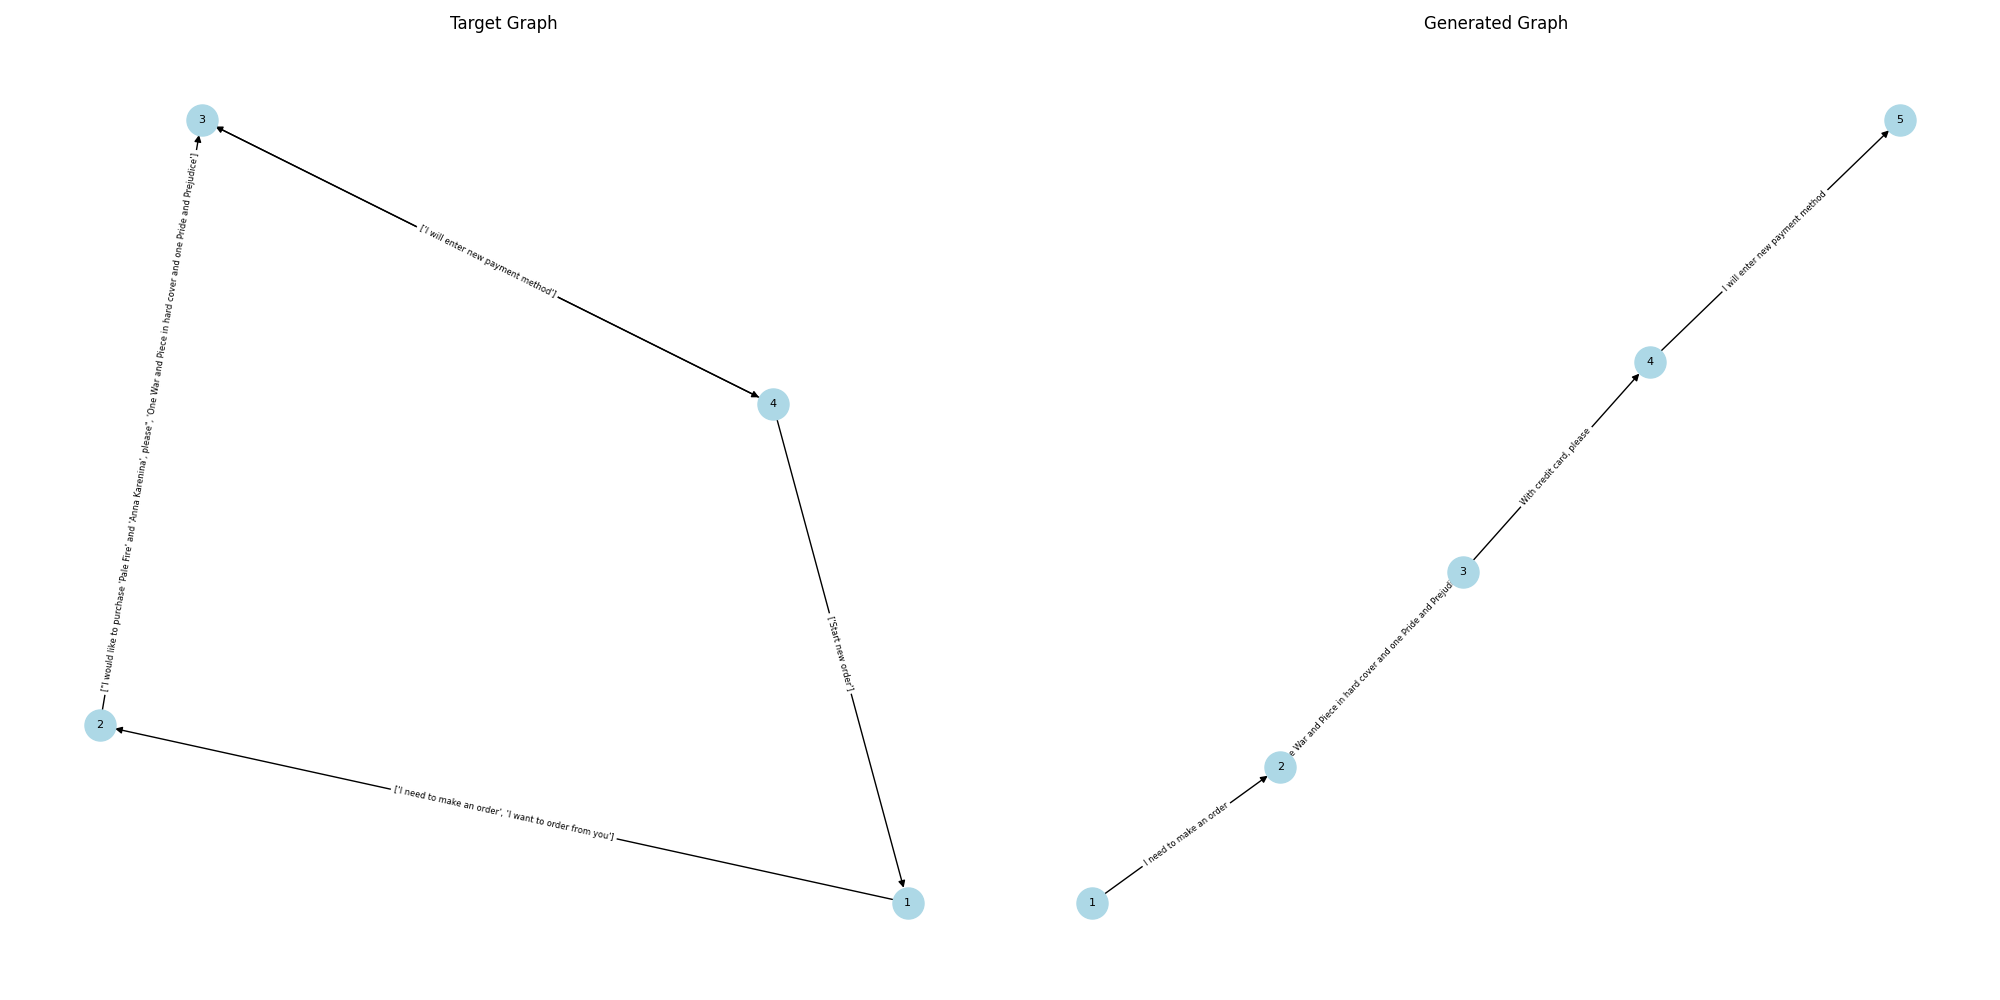 Target Graph
3
['I will enter new payment method']
["I would like to purchase 'Pale Fire' and 'Anna Karenina', please", 'One War and Piece in hard cover and one Pride and Prejudice']
4
['Start new order']
2
['I need to make an order', 'I want to order from you']
1
Generated Graph
5
I will enter new payment method
4
With credit card, please
3
War and Piece in hard cover and one Pride and
2
I need to make an order
1